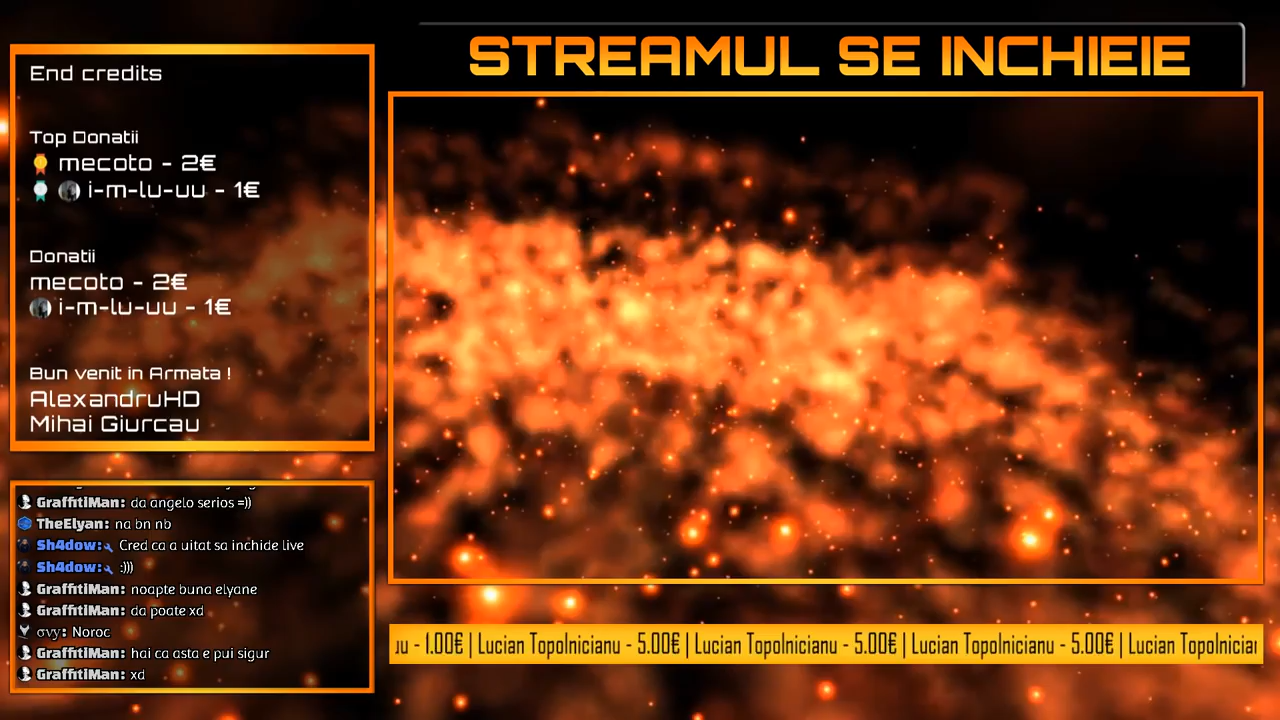 STREAMUL SE INCHIEIE
End credits
Top Donatii
mecoto - 2€
i-m-lu-uu - 1€
Donatii
mecoto - 2€
i-m-lu-uu - 1€
Bun venit in Armata !
AlexandruHD
Mihai Giurcau
GraffitiMan: da angelo serios =))
TheElyan: na bn nb
Sh4dow: Cred ca a uitat sa inchide live
Sh4dow: :)))
GraffitiMan: noapte buna elyane
GraffitiMan: da poate xd
σνγ: Noroc
GraffitiMan: hai ca asta e pui sigur
GraffitiMan: xd
- 1.00€ | Lucian Topolnicianu - 5.00€ | Lucian Topolnicianu - 5.00€ | Lucian Topolnicianu - 5.00€ | Lucian